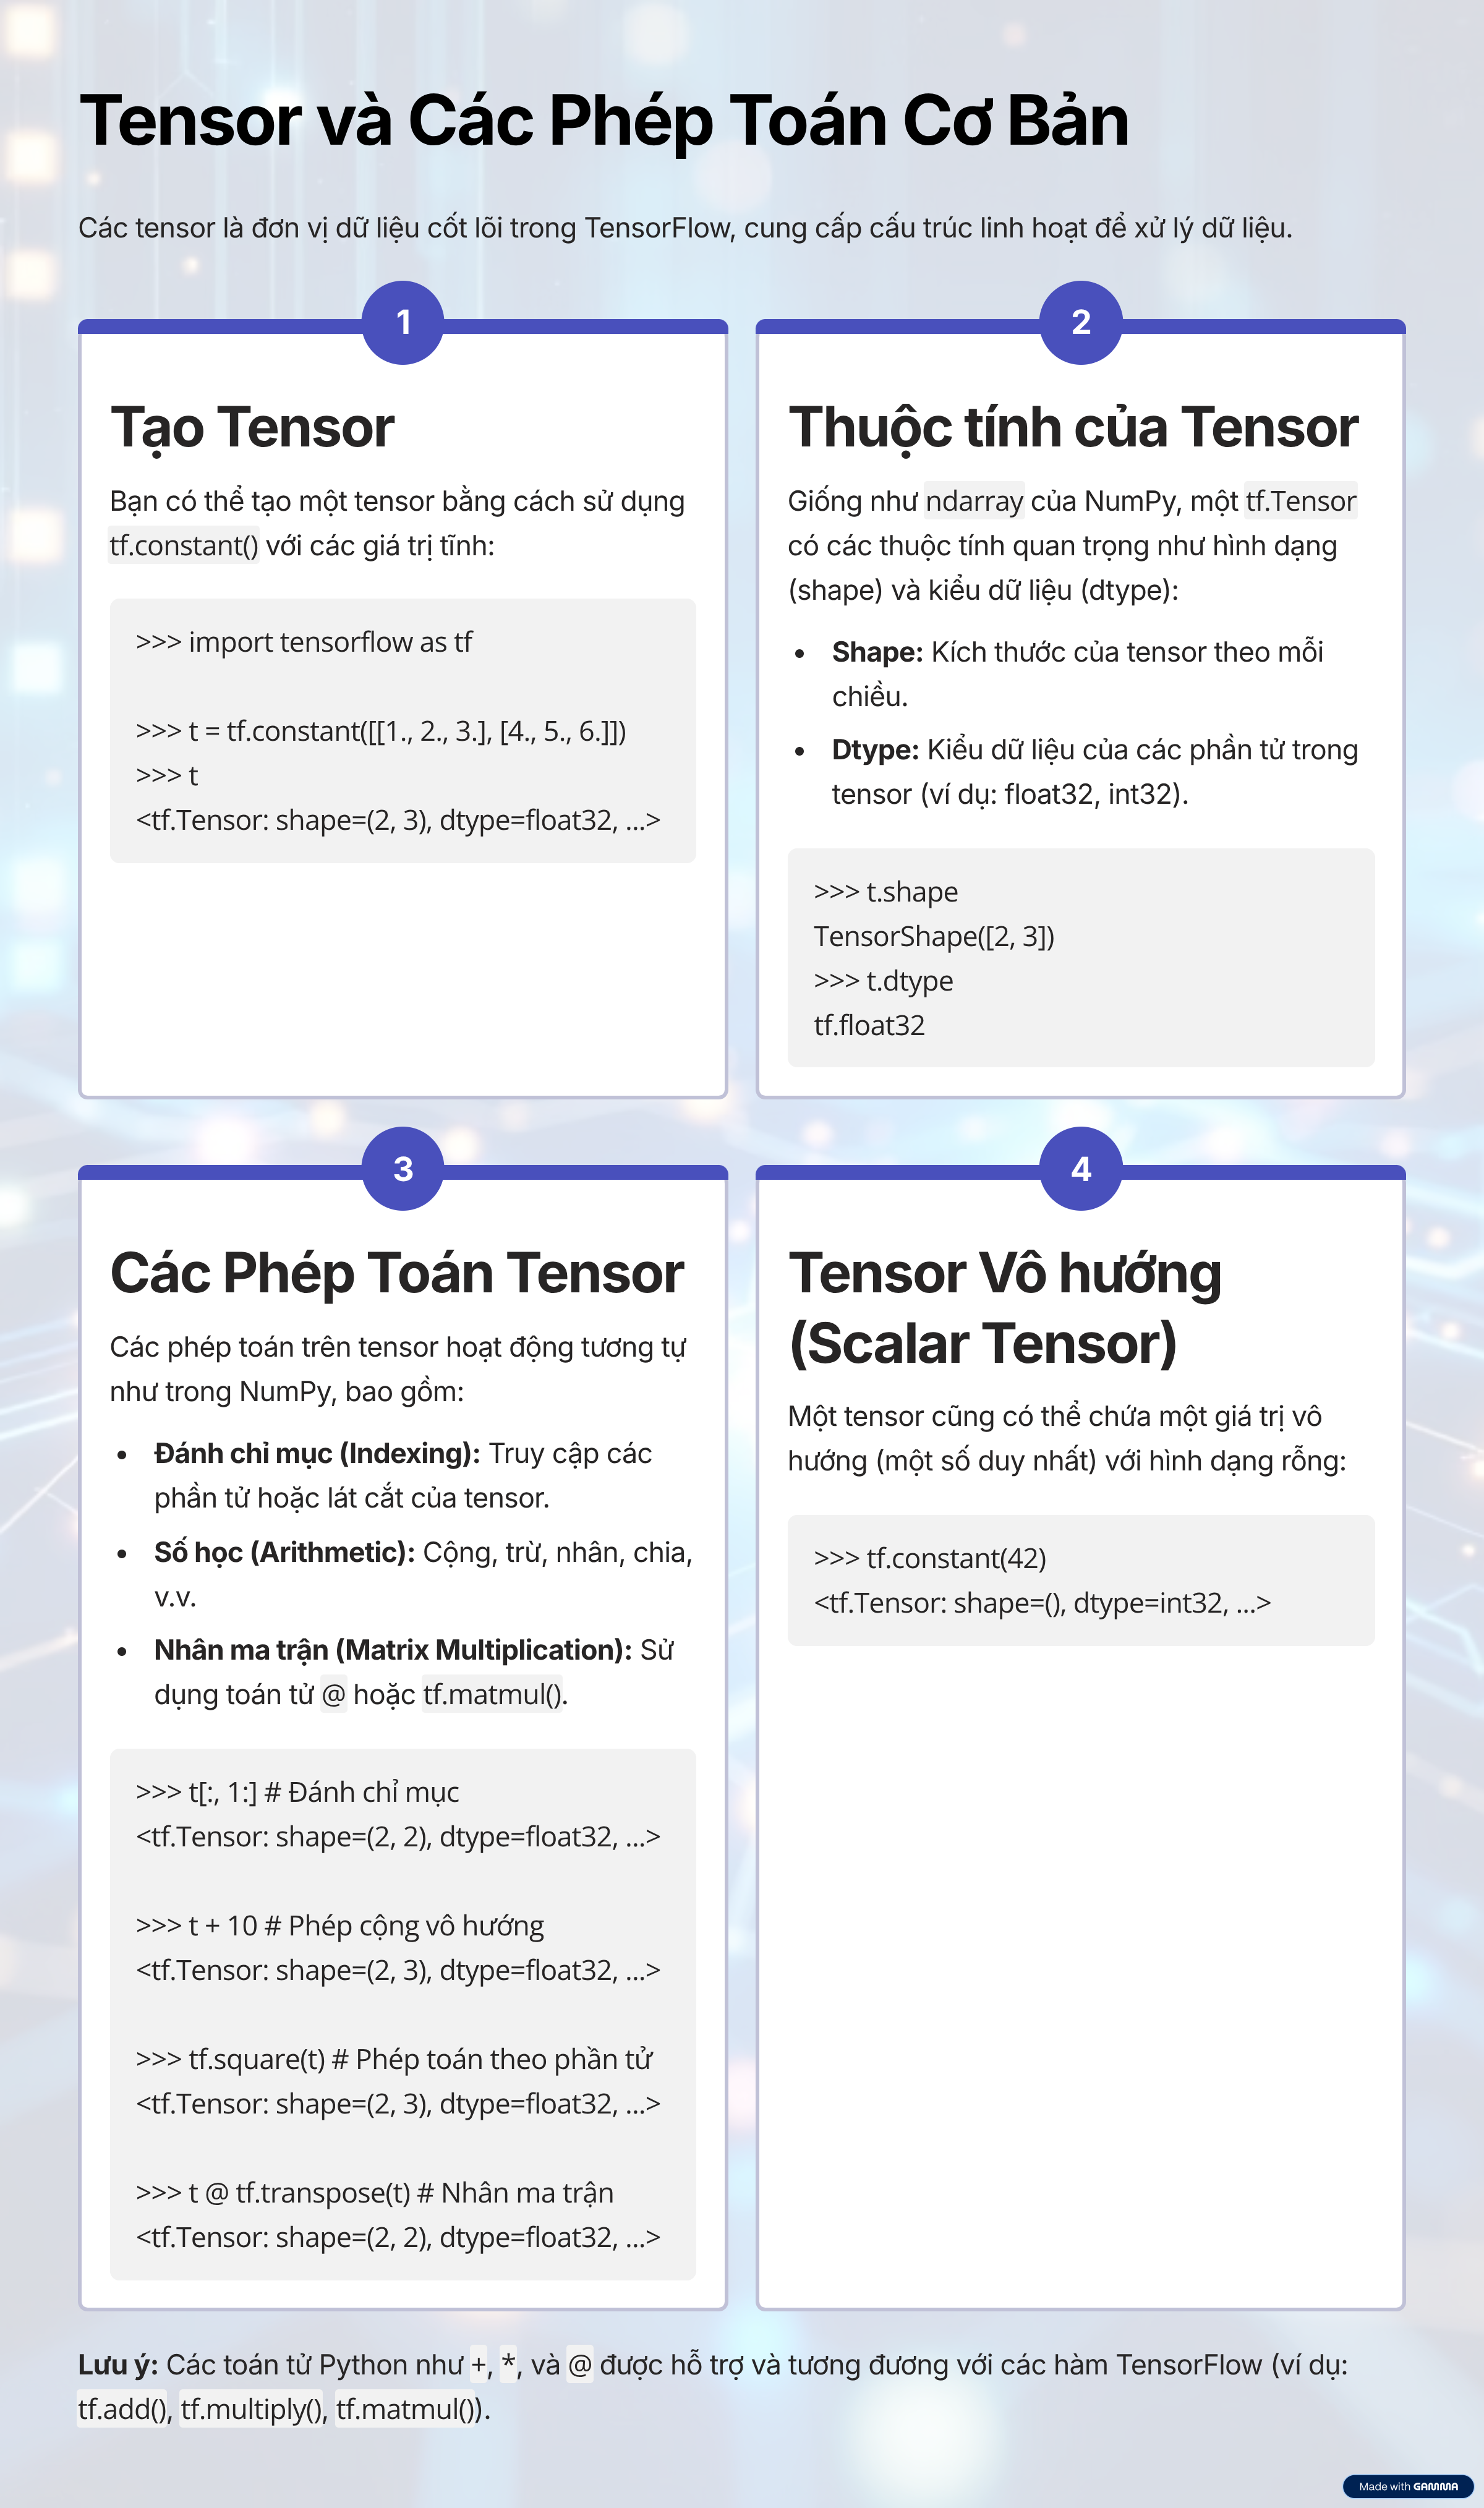 Tensor và Các Phép Toán Cơ Bản
Các tensor là đơn vị dữ liệu cốt lõi trong TensorFlow, cung cấp cấu trúc linh hoạt để xử lý dữ liệu.
1
Tạo Tensor
Bạn có thể tạo một tensor bằng cách sử dụng
tf.constant() với các giá trị tĩnh:
>>> import tensorflow as tf
>>> t = tf.constant([[1., 2., 3.], [4., 5., 6.]])
>>> t
<tf.Tensor: shape=(2, 3), dtype=float32, ...>
2
Thuộc tính của Tensor
Giống như ndarray của NumPy, một tf.Tensor
có các thuộc tính quan trọng như hình dạng
(shape) và kiểu dữ liệu (dtype):
• Shape: Kích thước của tensor theo mỗi
chiều.
• Dtype: Kiểu dữ liệu của các phần tử trong
tensor (ví dụ: float32, int32).
>>> t.shape
TensorShape([2, 3])
>>> t.dtype
tf.float32
3
Các Phép Toán Tensor
Các phép toán trên tensor hoạt động tương tự
như trong NumPy, bao gồm:
• Đánh chỉ mục (Indexing): Truy cập các
phần tử hoặc lát cắt của tensor.
• Số học (Arithmetic): Cộng, trừ, nhân, chia,
v.v.
• Nhân ma trận (Matrix Multiplication): Sử
dụng toán tử @ hoặc tf.matmul().
>>> t[:, 1:] # Đánh chỉ mục
<tf.Tensor: shape=(2, 2), dtype=float32, ...>
>>> t + 10 # Phép cộng vô hướng
<tf.Tensor: shape=(2, 3), dtype=float32, ...>
>>> tf.square(t) # Phép toán theo phần tử
<tf.Tensor: shape=(2, 3), dtype=float32, ...>
>>> t @ tf.transpose(t) # Nhân ma trận
<tf.Tensor: shape=(2, 2), dtype=float32, ...>
4
Tensor Vô hướng
(Scalar Tensor)
Một tensor cũng có thể chứa một giá trị vô
hướng (một số duy nhất) với hình dạng rỗng:
>>> tf.constant(42)
<tf.Tensor: shape=(), dtype=int32, ...>
Lưu ý: Các toán tử Python như +, *, và @ được hỗ trợ và tương đương với các hàm TensorFlow (ví dụ:
tf.add(), tf.multiply(), tf.matmul()).
Made with GAMMA